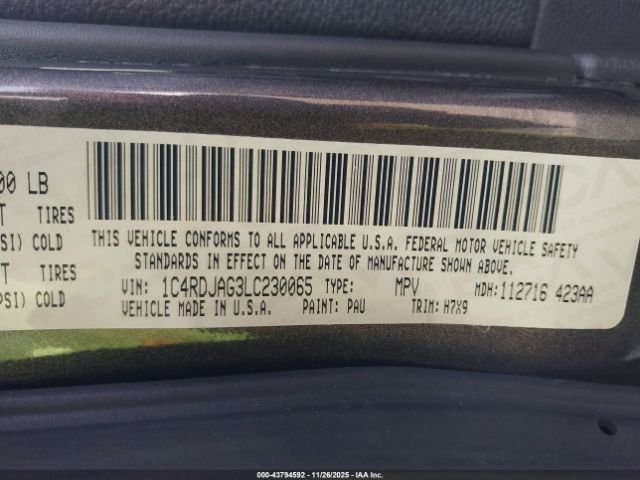 00 LB
T TIRES
SI) COLD
T TIRES
PSI) COLD
THIS VEHICLE CONFORMS TO ALL APPLICABLE U.S.A. FEDERAL MOTOR VEHICLE SAFETY
STANDARDS IN EFFECT ON THE DATE OF MANUFACTURE SHOWN ABOVE.
VIN: 1C4RDJAG3LC230065 TYPE: MPV MDH:112716 423AA
VEHICLE MADE IN U.S.A. PAINT: PAU TRIM: H7X9
000-43794592 | 11/26/2025 | IAA Inc.